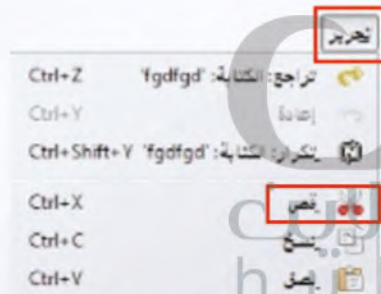 تحرير
تراجع: الكتابة: 'fgdfgd' Ctrl+Z
إعادة Ctrl+Y
تكرار: الكتابة: 'fgdfgd' Ctrl+Shift+Y
قص Ctrl+X
نسخ Ctrl+C
لصق Ctrl+V